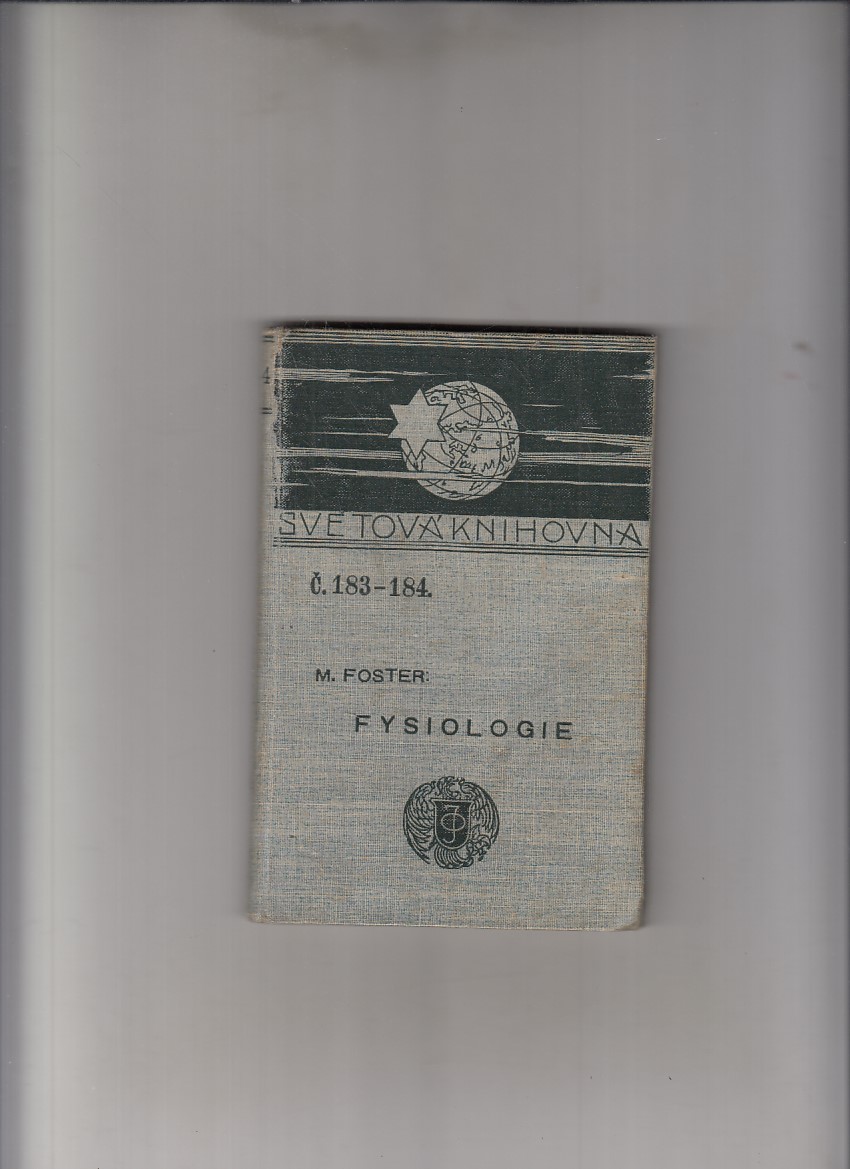 SVĚTOVÁ KNIHOVNA
Č. 183-184.
M. FOSTER:
FYSIOLOGIE